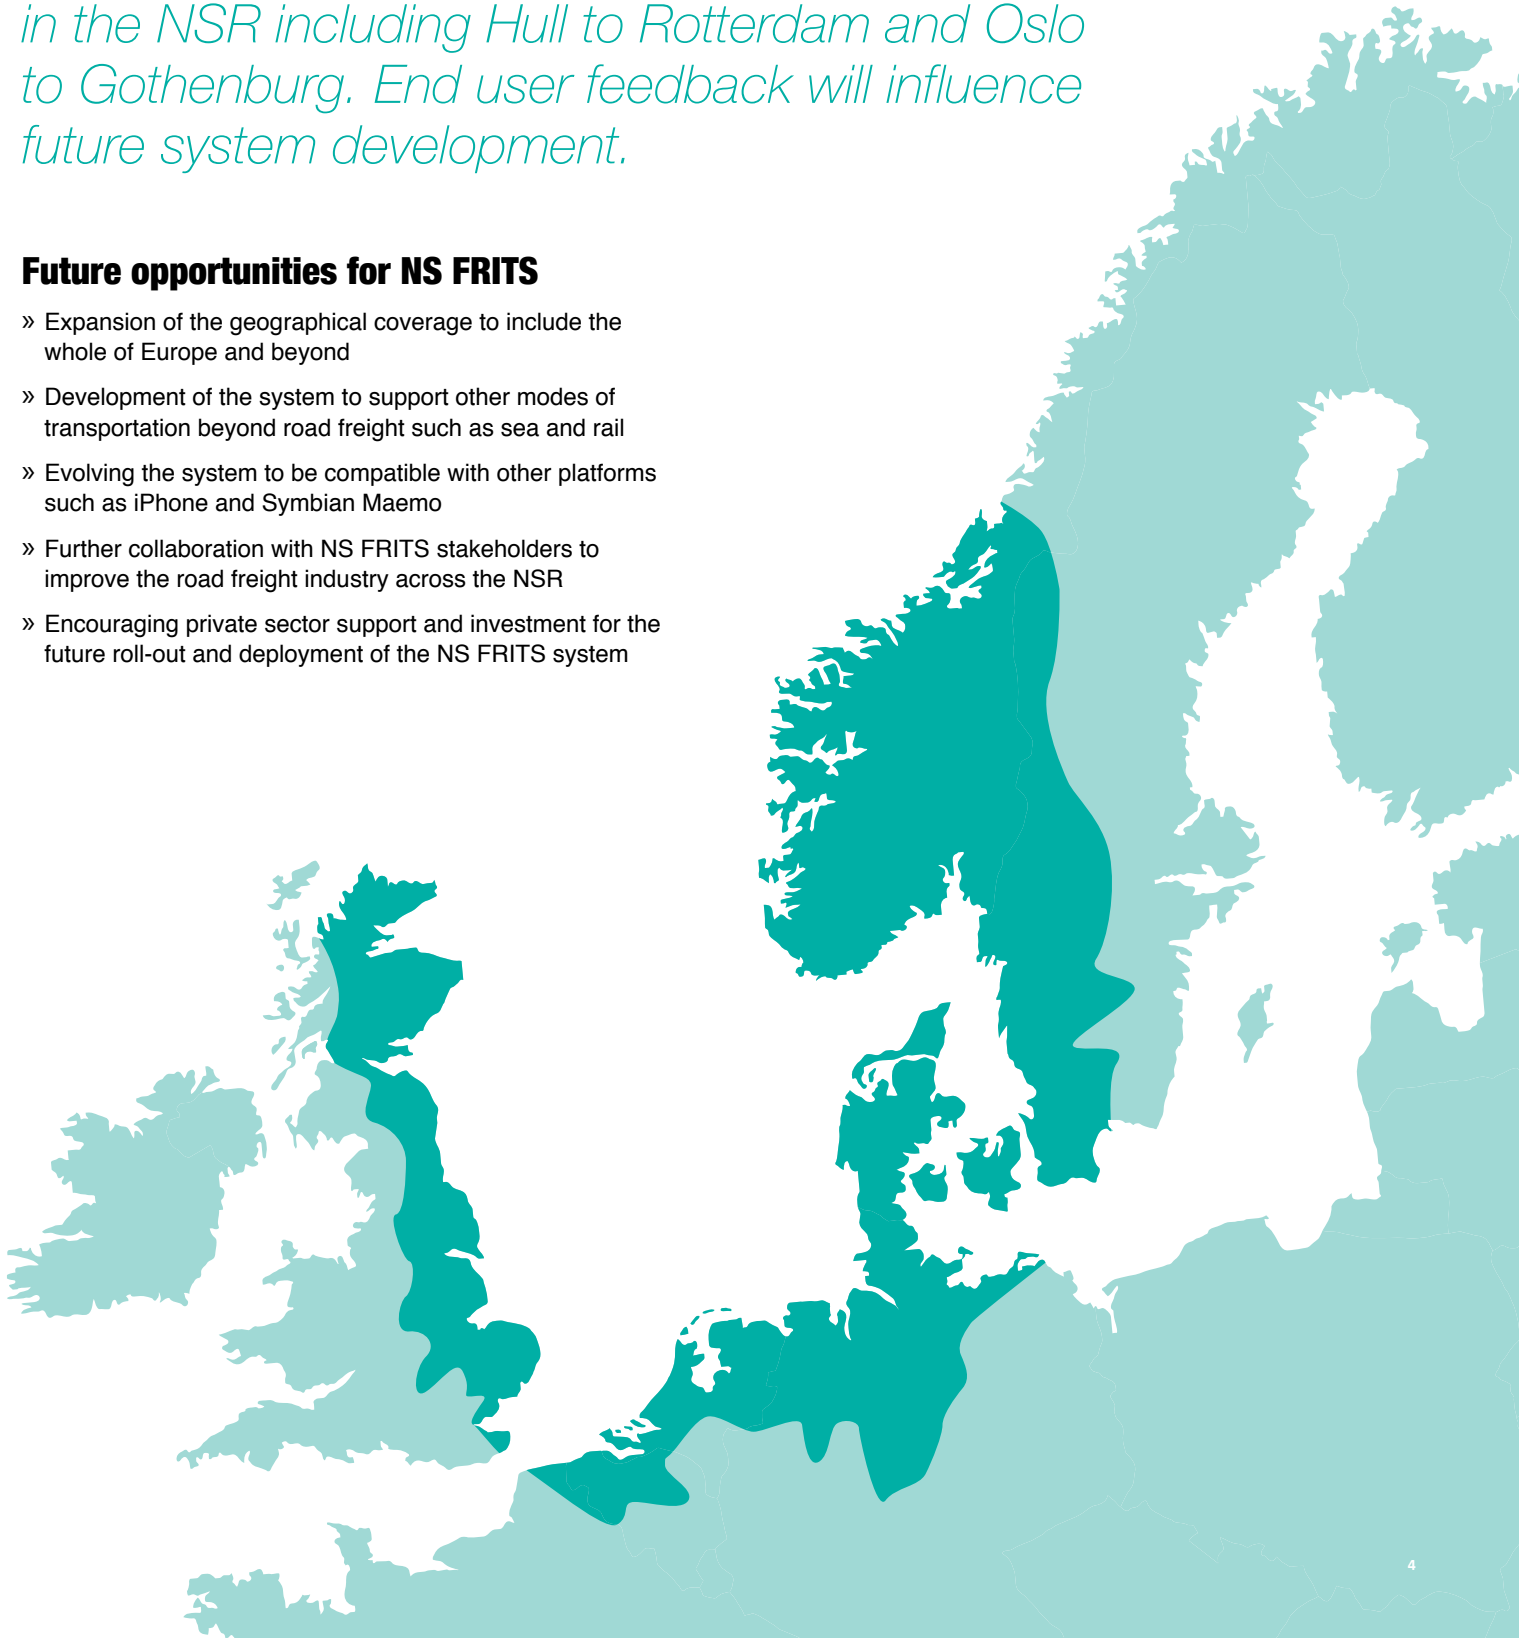 in the NSR including Hull to Rotterdam and Oslo
to Gothenburg. End user feedback will influence
future system development.
Future opportunities for NS FRITS
» Expansion of the geographical coverage to include the
whole of Europe and beyond
» Development of the system to support other modes of
transportation beyond road freight such as sea and rail
» Evolving the system to be compatible with other platforms
such as iPhone and Symbian Maemo
» Further collaboration with NS FRITS stakeholders to
improve the road freight industry across the NSR
» Encouraging private sector support and investment for the
future roll-out and deployment of the NS FRITS system
4